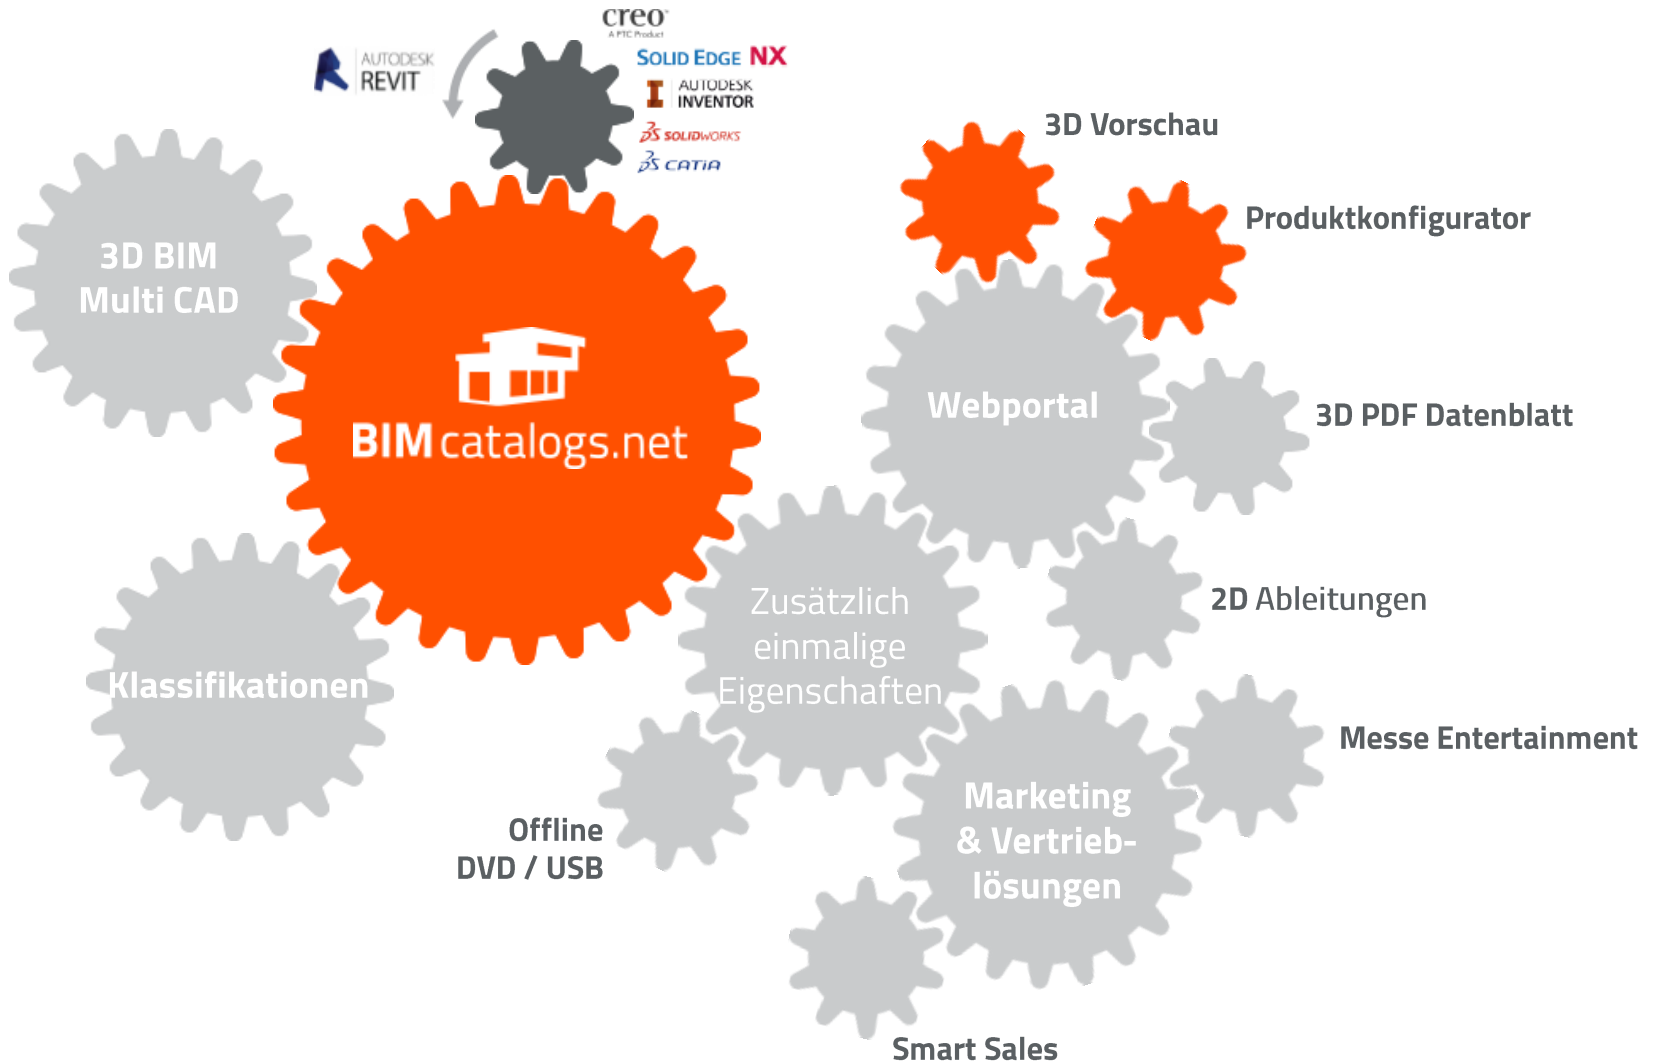 creo
A PTC Product
AUTODESK
REVIT
SOLID EDGE NX
AUTODESK
INVENTOR
SOLIDWORKS
CATIA
3D Vorschau
Produktkonfigurator
3D BIM
Multi CAD
BIMcatalogs.net
Webportal
3D PDF Datenblatt
Zusätzlich
einmalige
Eigenschaften
2D Ableitungen
Klassifikationen
Messe Entertainment
Marketing
& Vertrieb-
lösungen
Offline
DVD / USB
Smart Sales